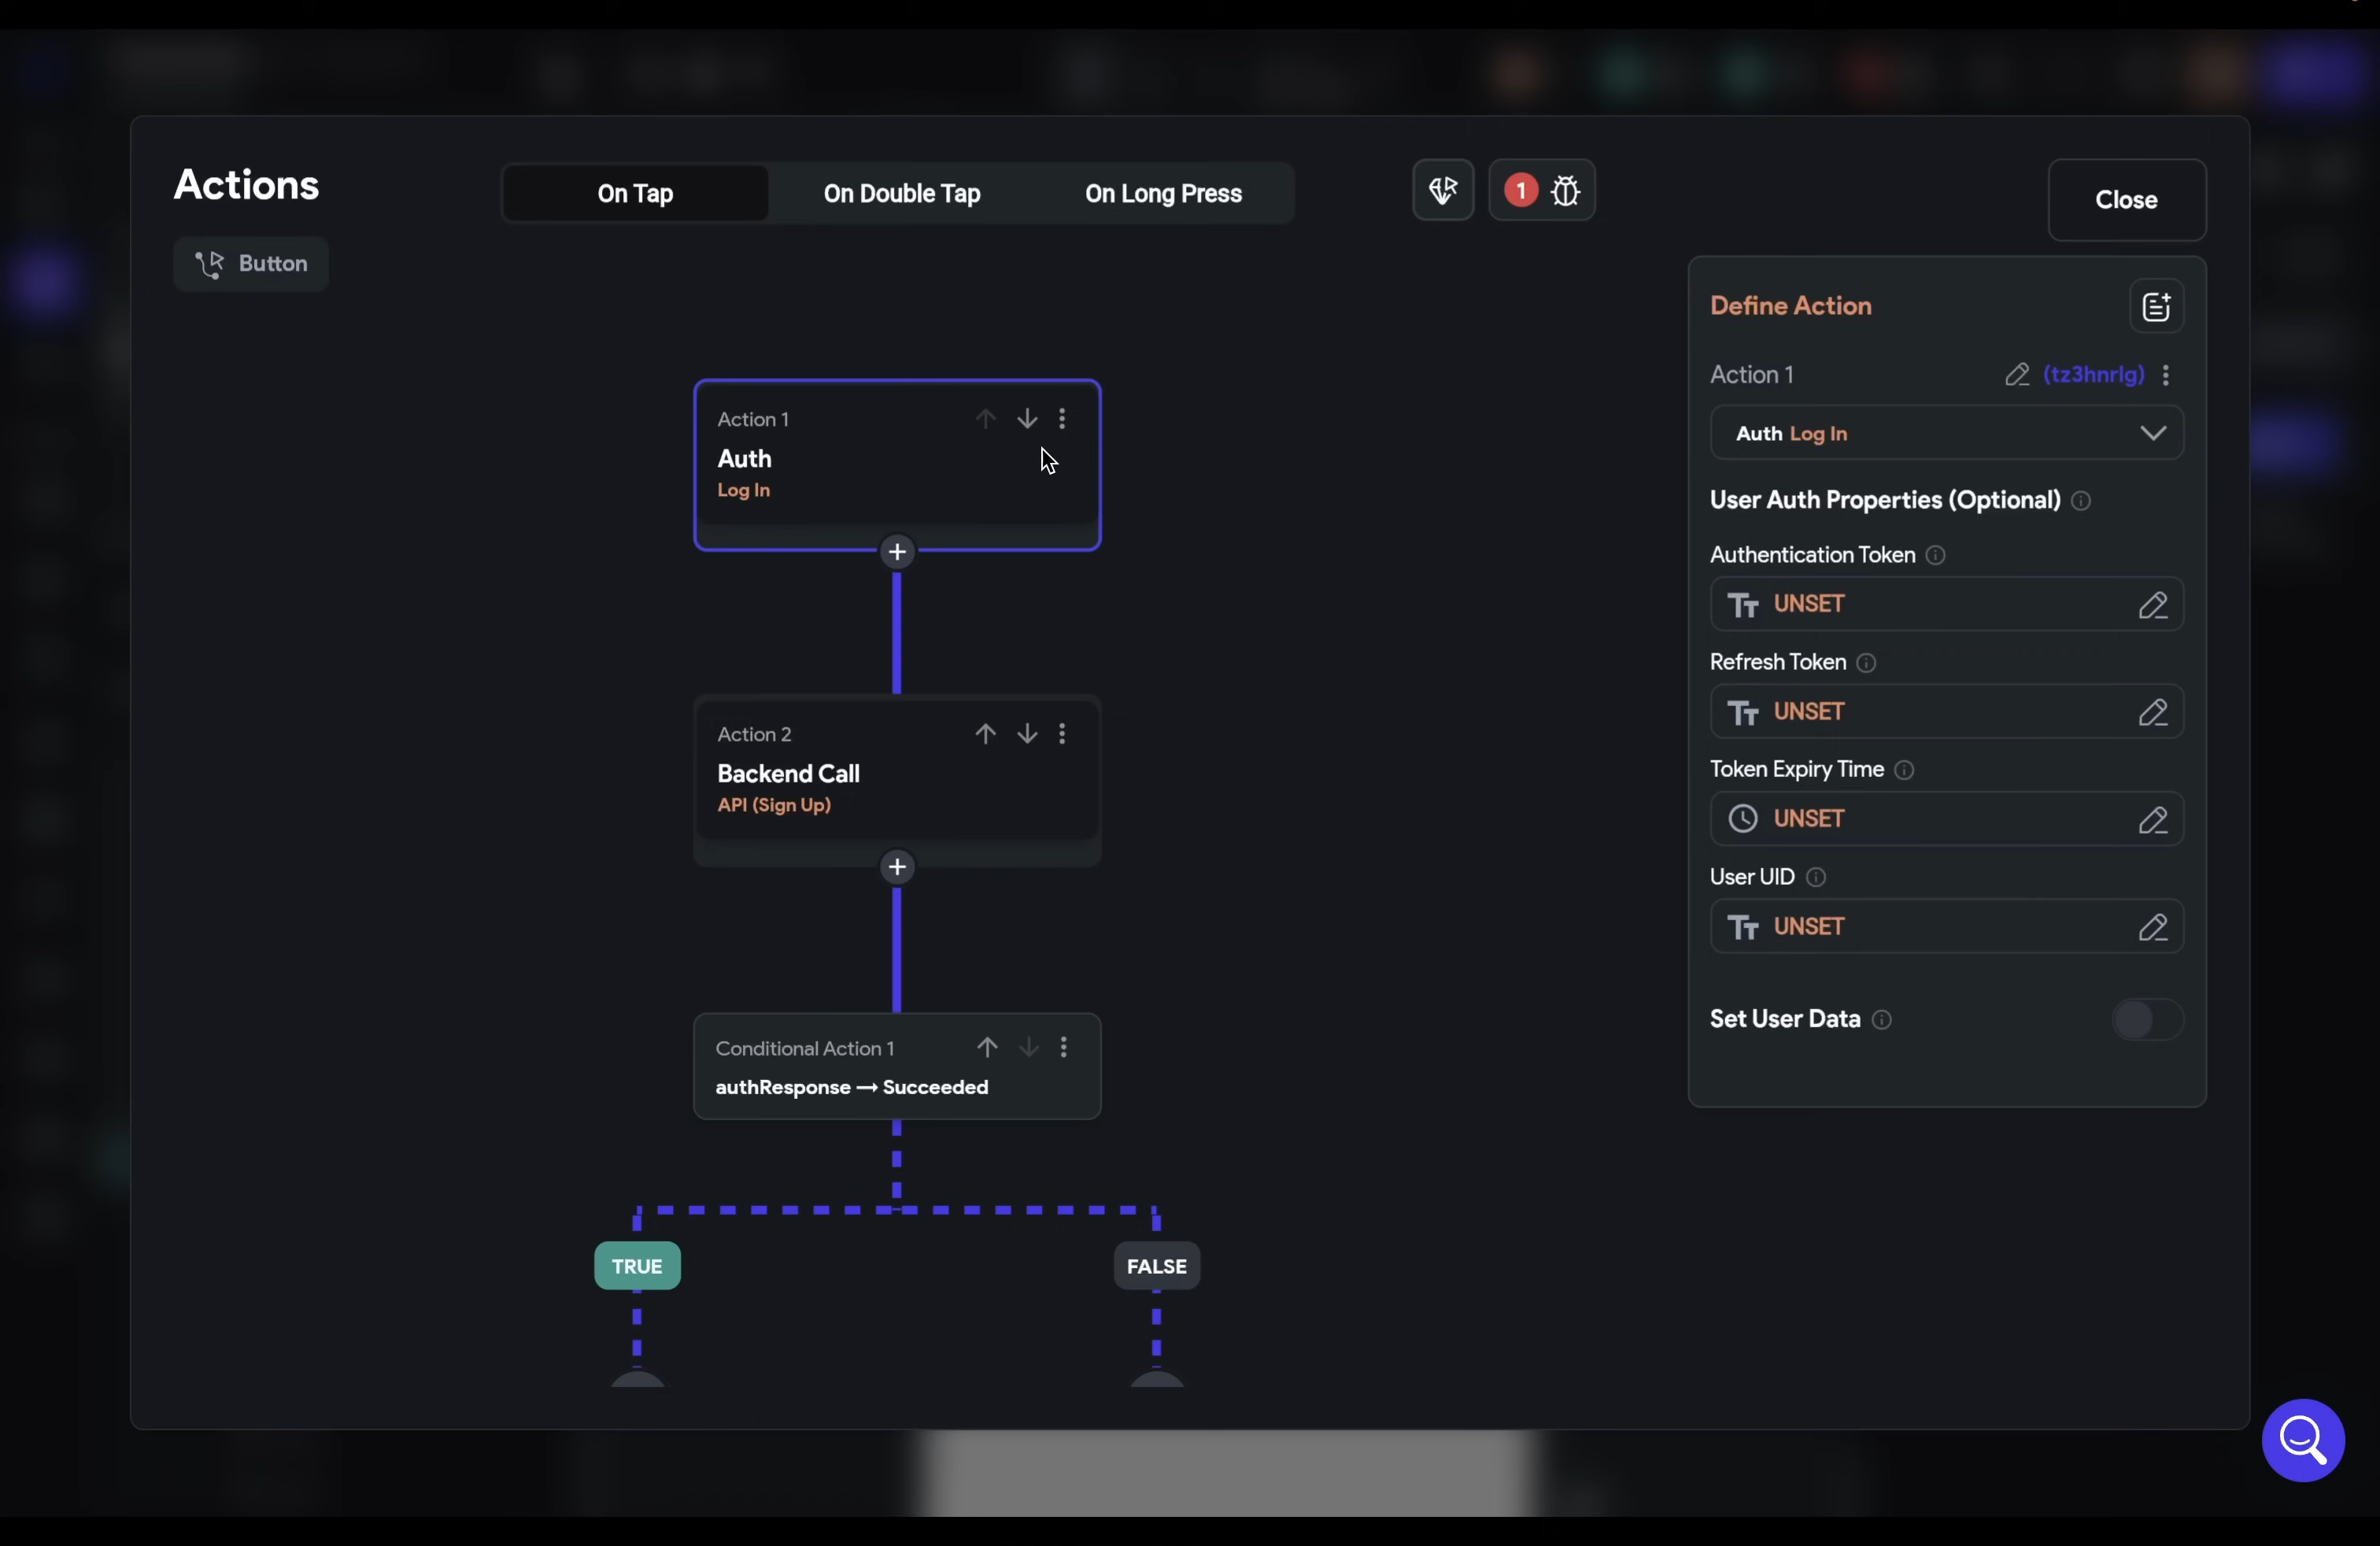 Actions
On Tap
On Double Tap
On Long Press
1
Close
Button
Action 1
Auth
Log In
Action 2
Backend Call
API (Sign Up)
Conditional Action 1
authResponse → Succeeded
TRUE
FALSE
Define Action
Action 1 (tz3hnrlg)
Auth Log In
User Auth Properties (Optional)
Authentication Token
UNSET
Refresh Token
UNSET
Token Expiry Time
UNSET
User UID
UNSET
Set User Data